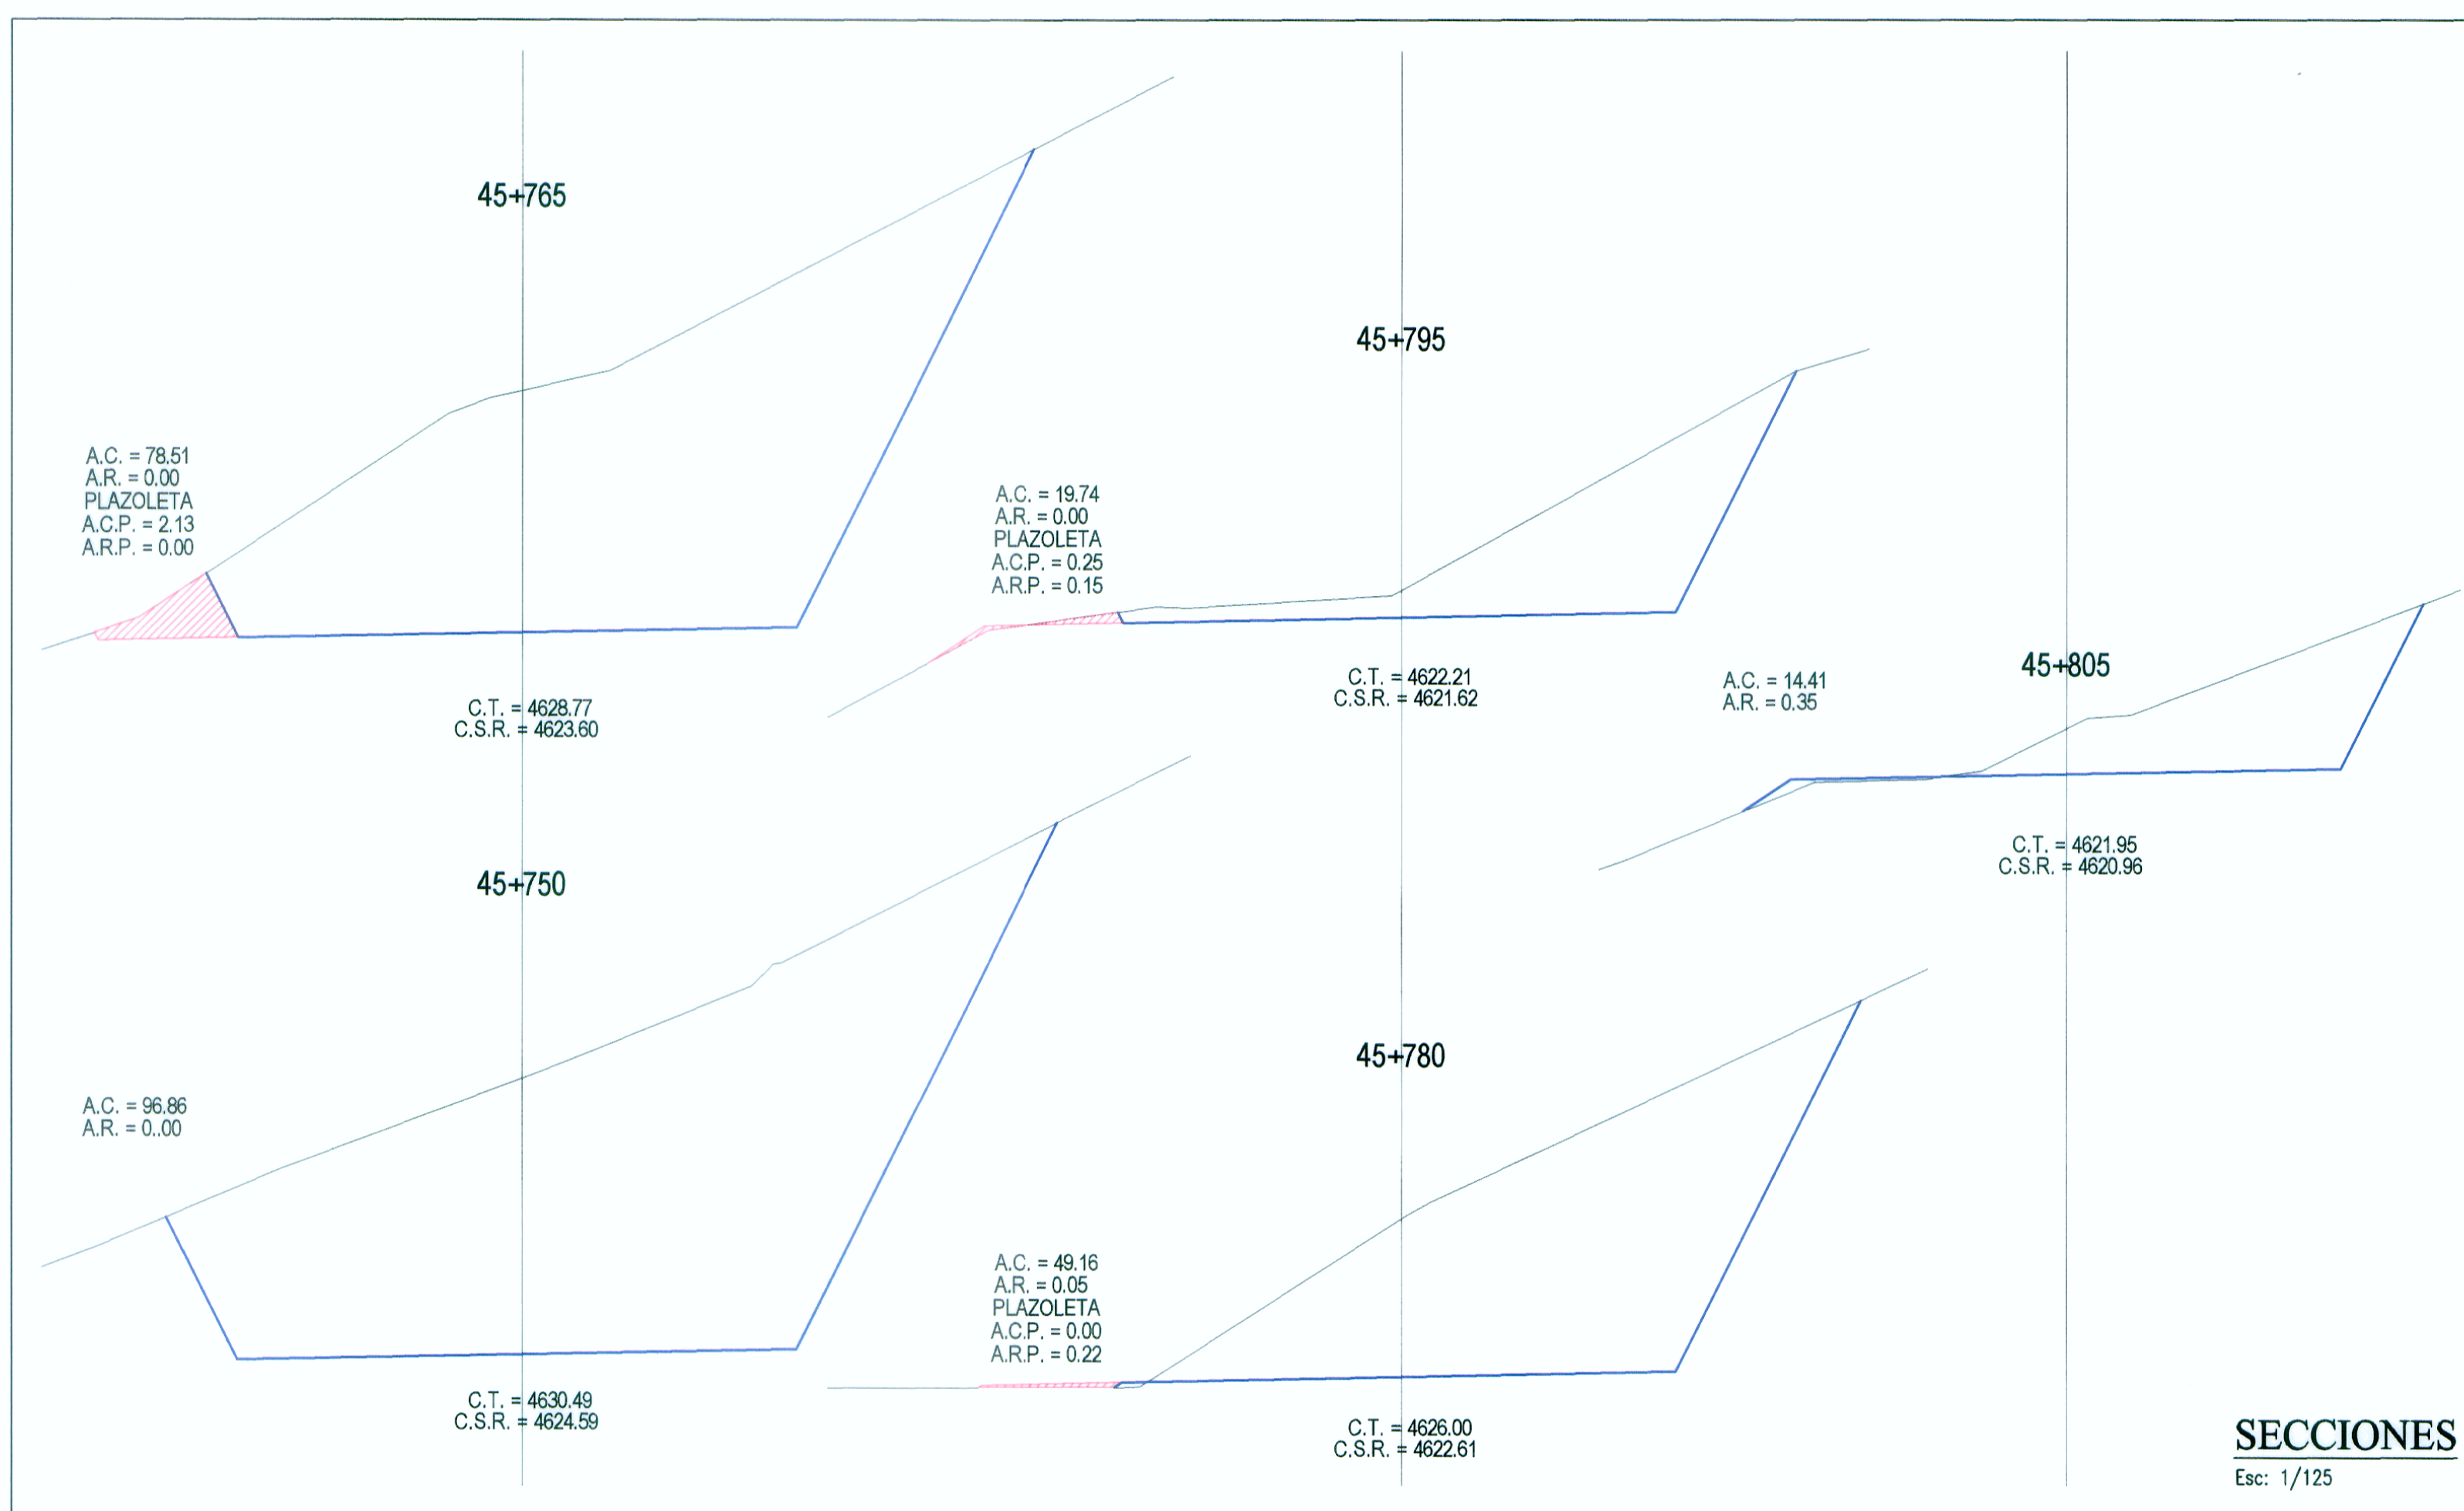 45+765
A.C. = 78.51
A.R. = 0.00
PLAZOLETA
A.C.P. = 2.13
A.R.P. = 0.00
C.T. = 4628.77
C.S.R. = 4623.60
45+795
A.C. = 19.74
A.R. = 0.00
PLAZOLETA
A.C.P. = 0.25
A.R.P. = 0.15
C.T. = 4622.21
C.S.R. = 4621.62
45+805
A.C. = 14.41
A.R. = 0.35
C.T. = 4621.95
C.S.R. = 4620.96
45+750
A.C. = 96.86
A.R. = 0..00
C.T. = 4630.49
C.S.R. = 4624.59
45+780
A.C. = 49.16
A.R. = 0.05
PLAZOLETA
A.C.P. = 0.00
A.R.P. = 0.22
C.T. = 4626.00
C.S.R. = 4622.61
SECCIONES
Esc: 1/125